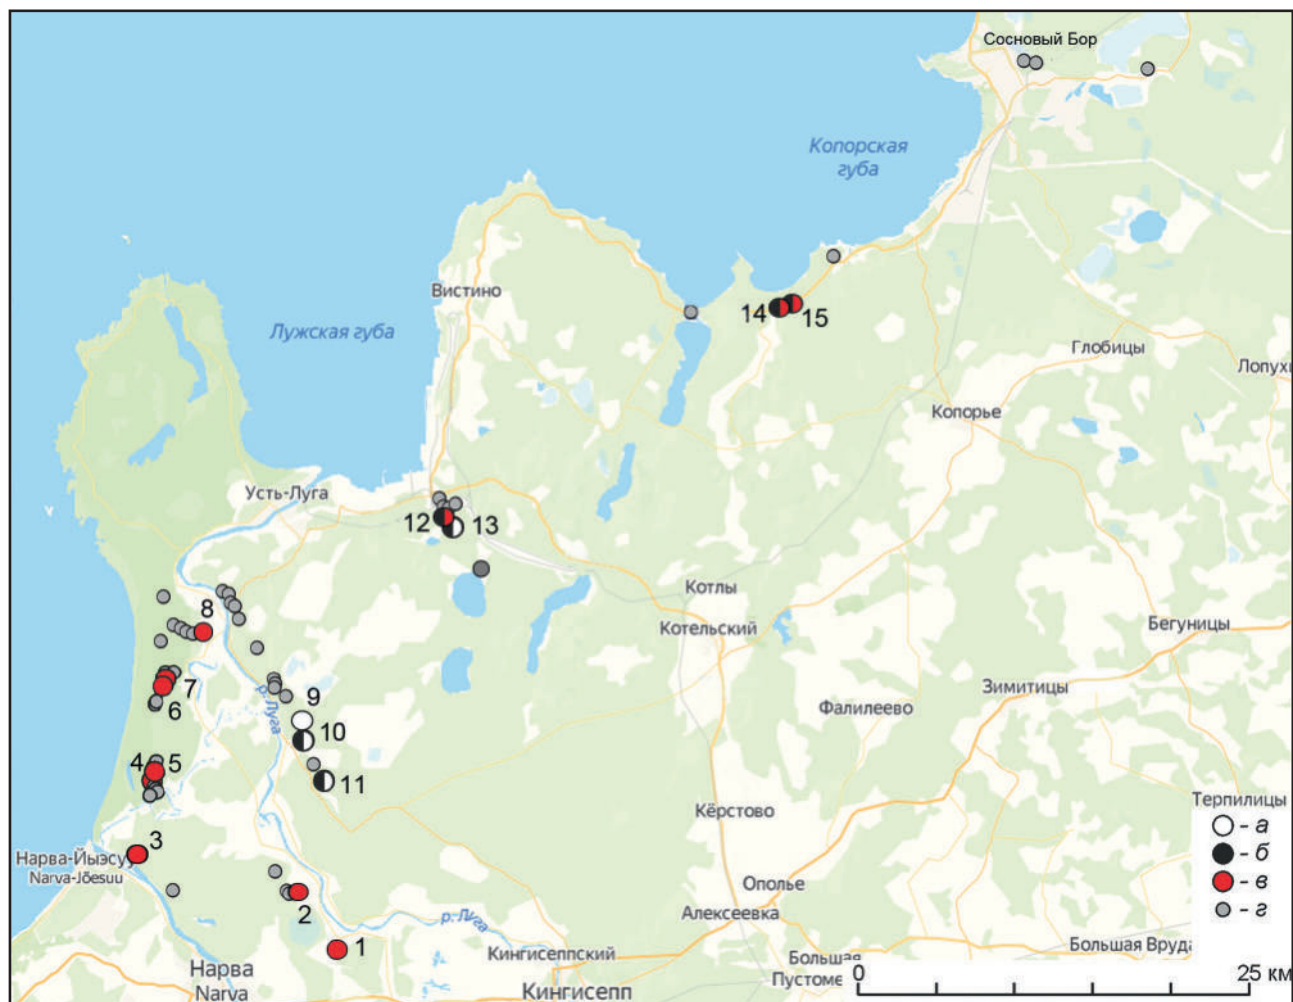 Сосновый Бор
Копорская
губа
Вистино
Лужская губа
14
15
Глобицы
Лопухи
Копорье
Усть-Луга
12
13
Котлы
8
Котельский
Бегуницы
7
6
р. Луга
9
Зимитицы
Фалилеево
10
4
5
11
Кёрстово
Терпилицы
- а
- б
- в
- г
3
Нарва-Йыэсуу
Narva-Jõesuu
2
Ополье
Алексеевка
р. Луга
1
Кингисеппский
Большая Вруда
Большая
Пустоме
Нарва
Narva
Кингисепп
0
25 км